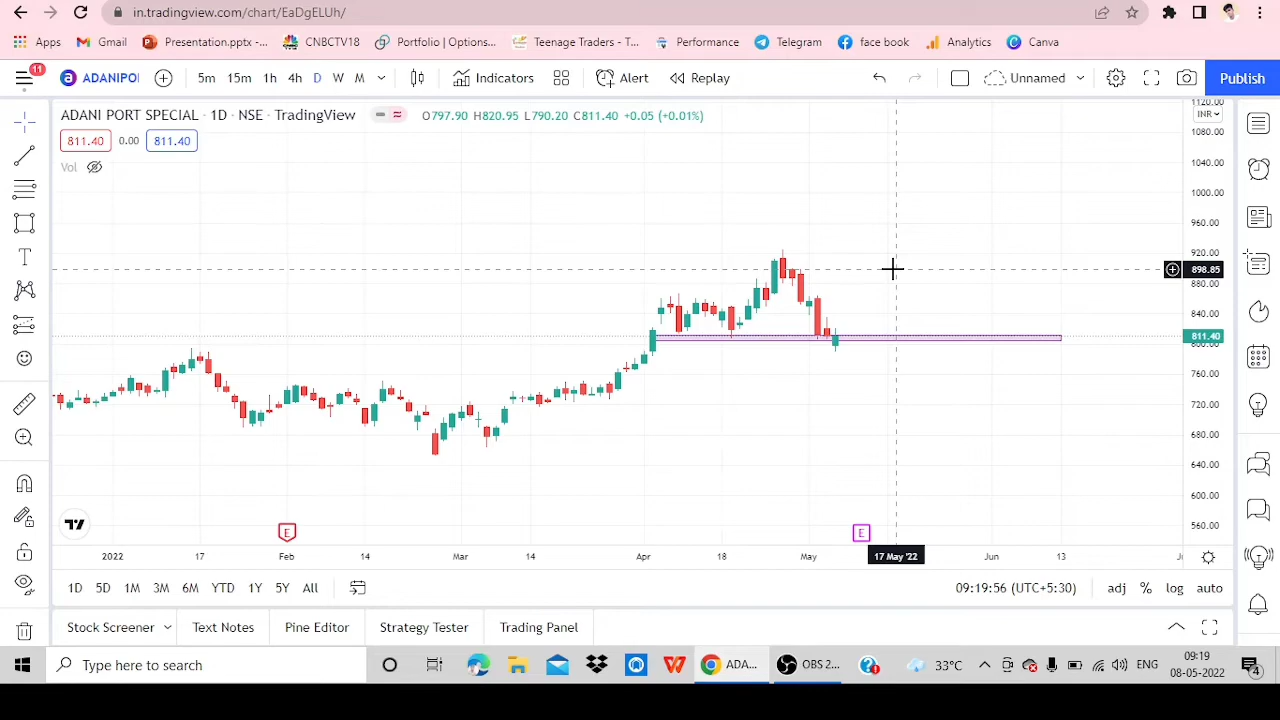 in.tradingview.com/chart/EaDgELUh/
Apps Gmail Presentation.pptx -... CNBCTV18 Portfolio | Options... Teenage Traders - T... Performance Telegram face book Analytics Canva
11 a ADANIPO 5m 15m 1h 4h D W M Indicators Alert Replay Unnamed Publish
ADANI PORT SPECIAL · 1D · NSE · TradingView O797.90 H820.95 L790.20 C811.40 +0.05 (+0.01%)
811.40 0.00 811.40
Vol
1120.00
INR
1080.00
1040.00
1000.00
960.00
920.00
898.85
880.00
840.00
811.40
800.00
760.00
720.00
680.00
640.00
600.00
560.00
E E
2022 17 Feb 14 Mar 14 Apr 18 May 17 May '22 Jun 13
1D 5D 1M 3M 6M YTD 1Y 5Y All 09:19:56 (UTC+5:30) adj % log auto
Stock Screener Text Notes Pine Editor Strategy Tester Trading Panel
Type here to search ADA... OBS 2... 33°C ENG 09:19
08-05-2022 4